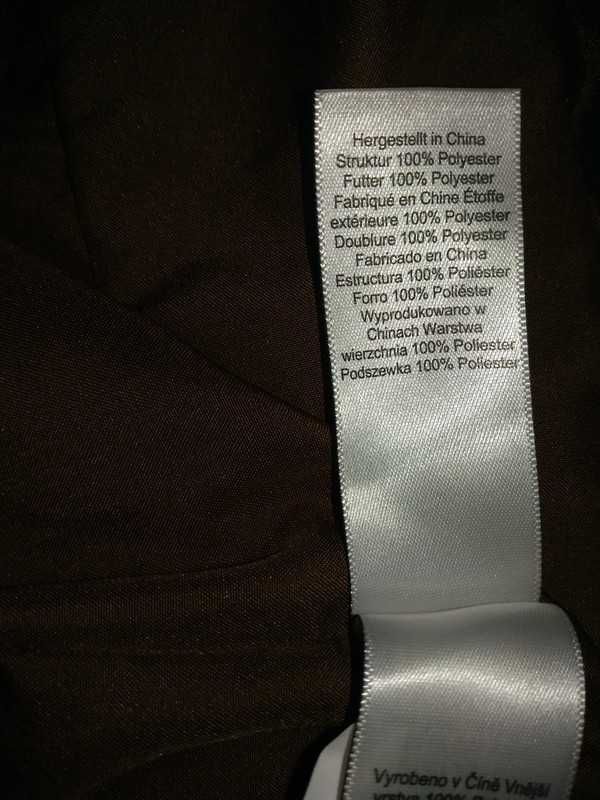 Hergestellt in China
Struktur 100% Polyester
Futter 100% Polyester
Fabriqué en Chine Étoffe
extérieure 100% Polyester
Doublure 100% Polyester
Fabricado en China
Estructura 100% Poliéster
Forro 100% Poliéster
Wyprodukowano w
Chinach Warstwa
wierzchnia 100% Poliester
Podszewka 100% Poliester
Vyrobeno v Číně Vnější
vrstva 100%